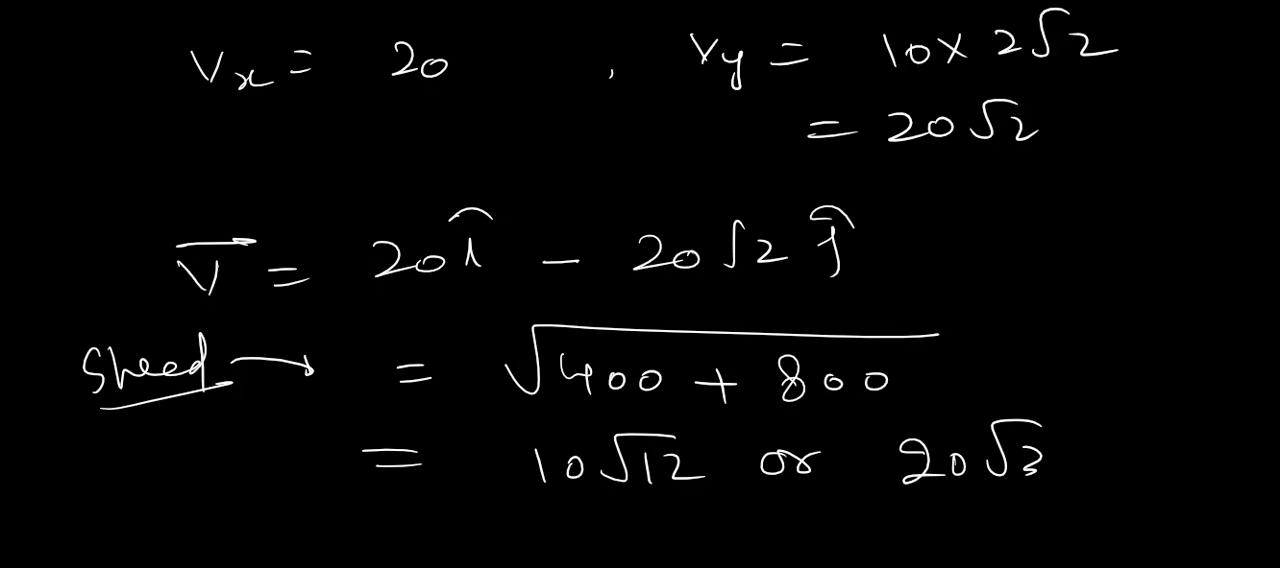 Vx = 20 , Vy = 10 × 2√2
= 20√2
V⃗ = 20î − 20√2 ĵ
Speed → = √(400 + 800)
= 10√12 or 20√3